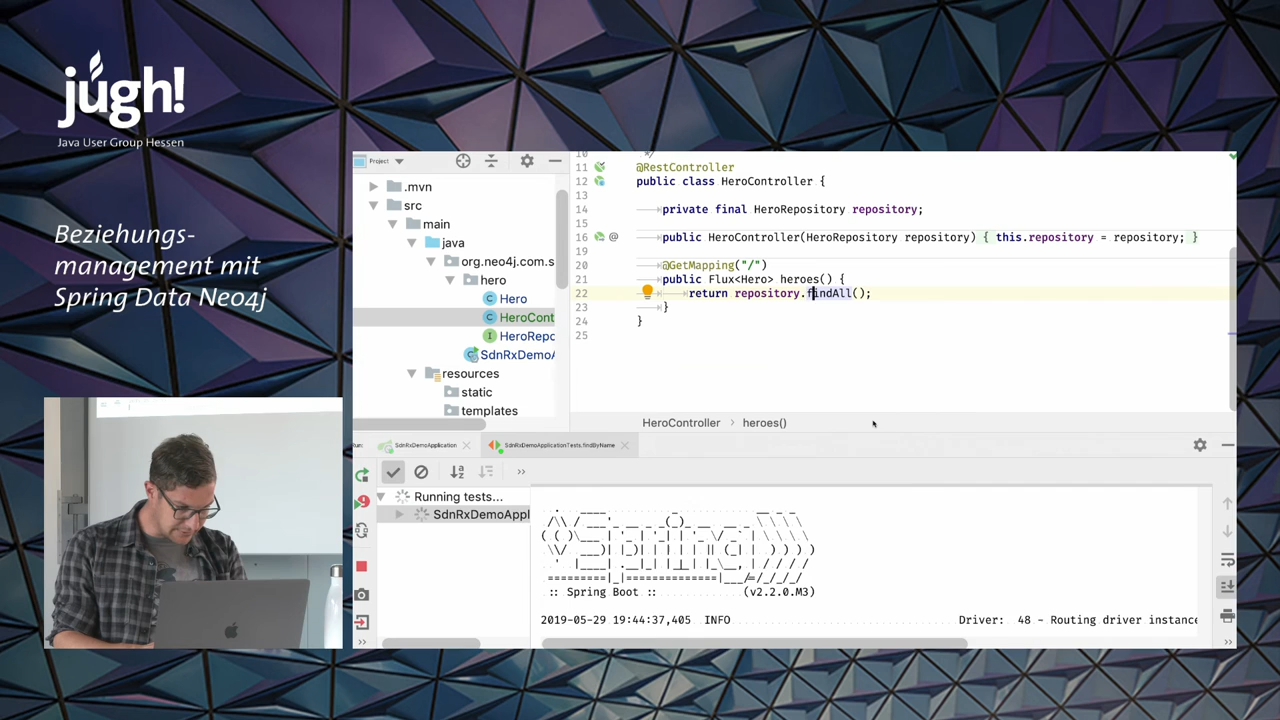 jugh!
Java User Group Hessen
Beziehungs-
management mit
Spring Data Neo4j
Project
.mvn
src
main
java
org.neo4j.com.s
hero
Hero
HeroCont
HeroRepo
SdnRxDemoA
resources
static
templates
10 */
11 @RestController
12 public class HeroController {
13
14 private final HeroRepository repository;
15
16 public HeroController(HeroRepository repository) { this.repository = repository; }
19
20 @GetMapping("/")
21 public Flux<Hero> heroes() {
22 return repository.findAll();
23 }
24 }
25
HeroController > heroes()
Run: SdnRxDemoApplication SdnRxDemoApplicationTests.findByName
Running tests...
SdnRxDemoAppl
:: Spring Boot :: (v2.2.0.M3)
2019-05-29 19:44:37,405 INFO Driver: 48 - Routing driver instance